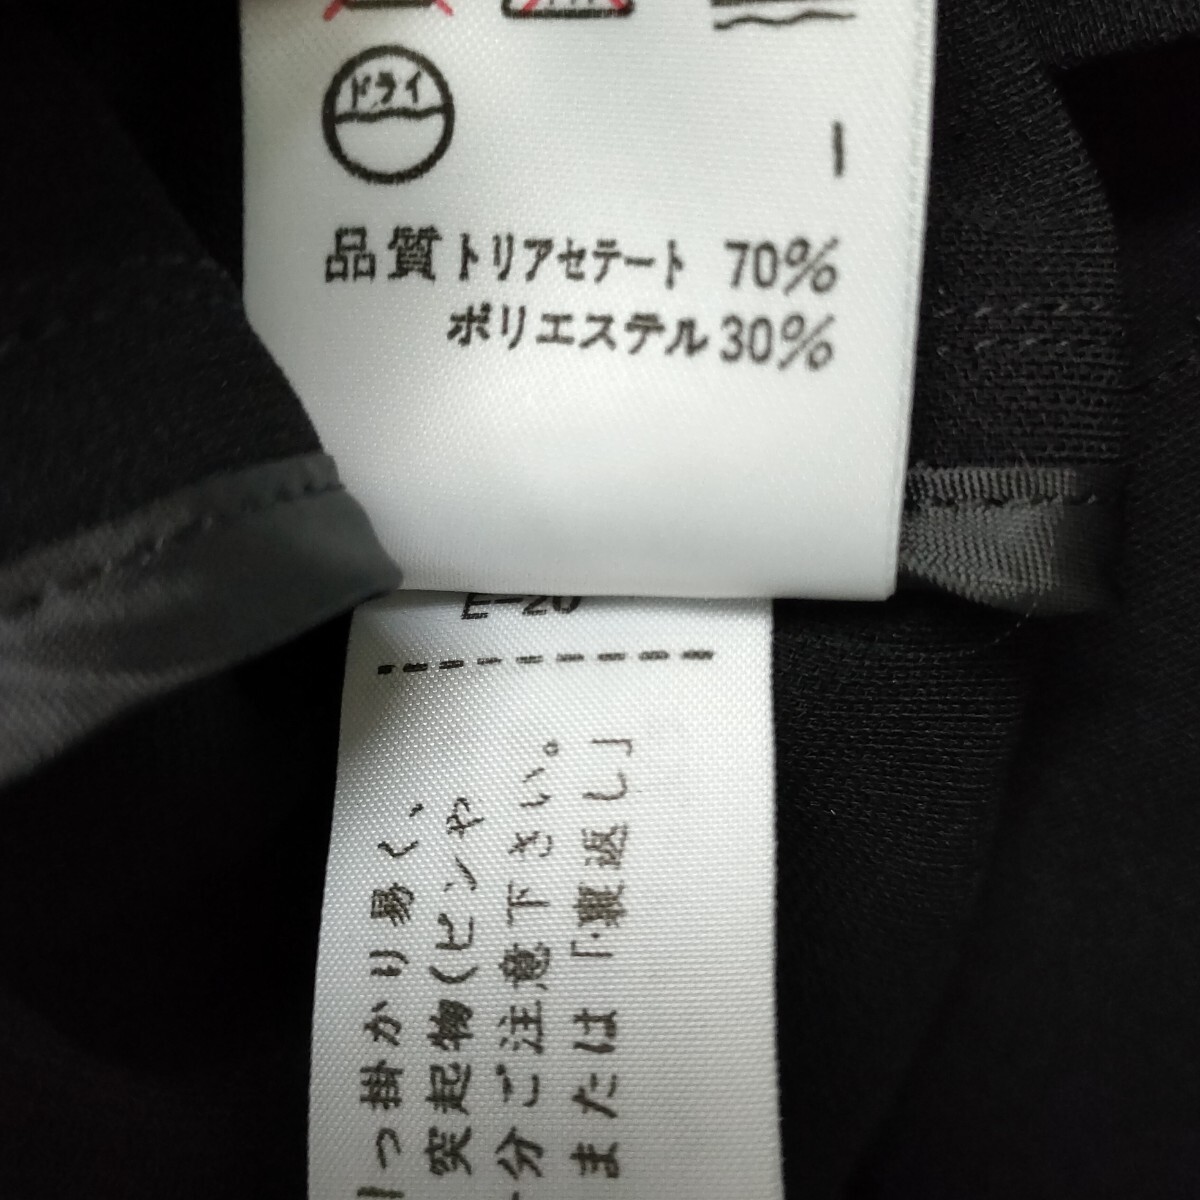 ドライ
品質 トリアセテート 70%
ポリエステル 30%
E-20
っ掛かり易く、
突起物(ピンや
分ご注意下さい。
または「裏返し」